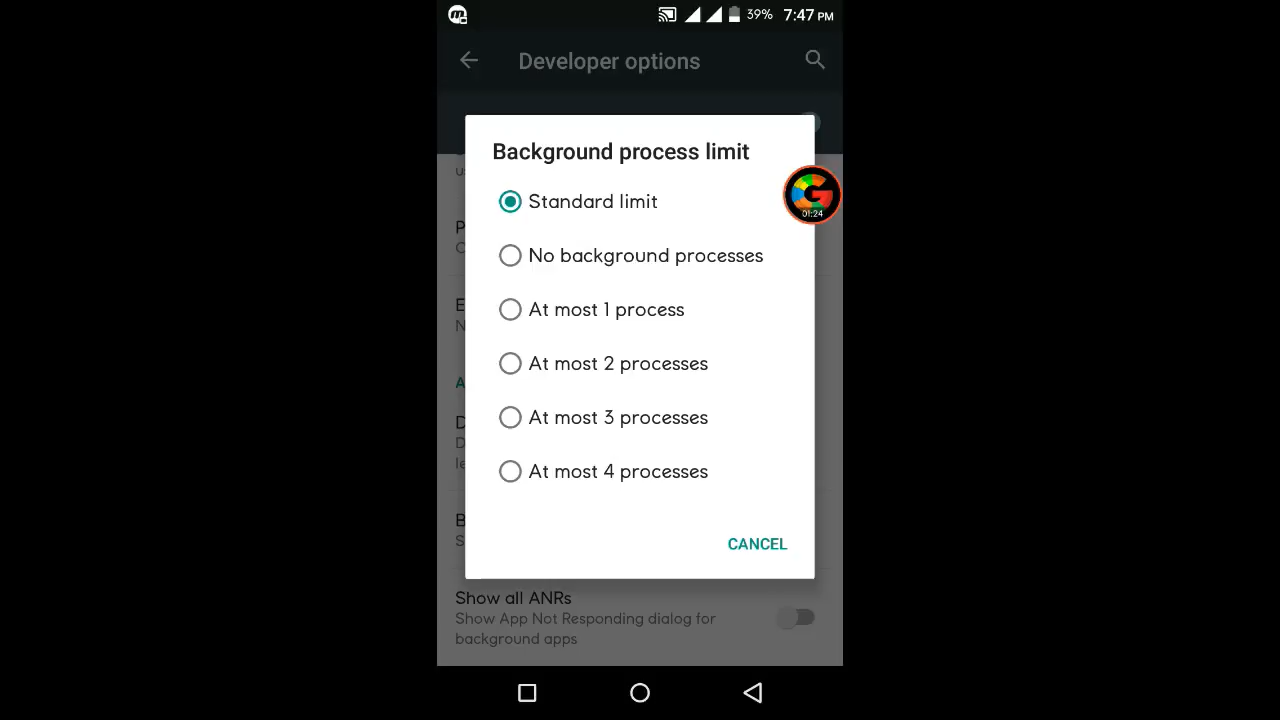 39% 7:47 PM
Developer options
Background process limit
Standard limit
01:24
No background processes
At most 1 process
At most 2 processes
At most 3 processes
At most 4 processes
CANCEL
Show all ANRs
Show App Not Responding dialog for
background apps